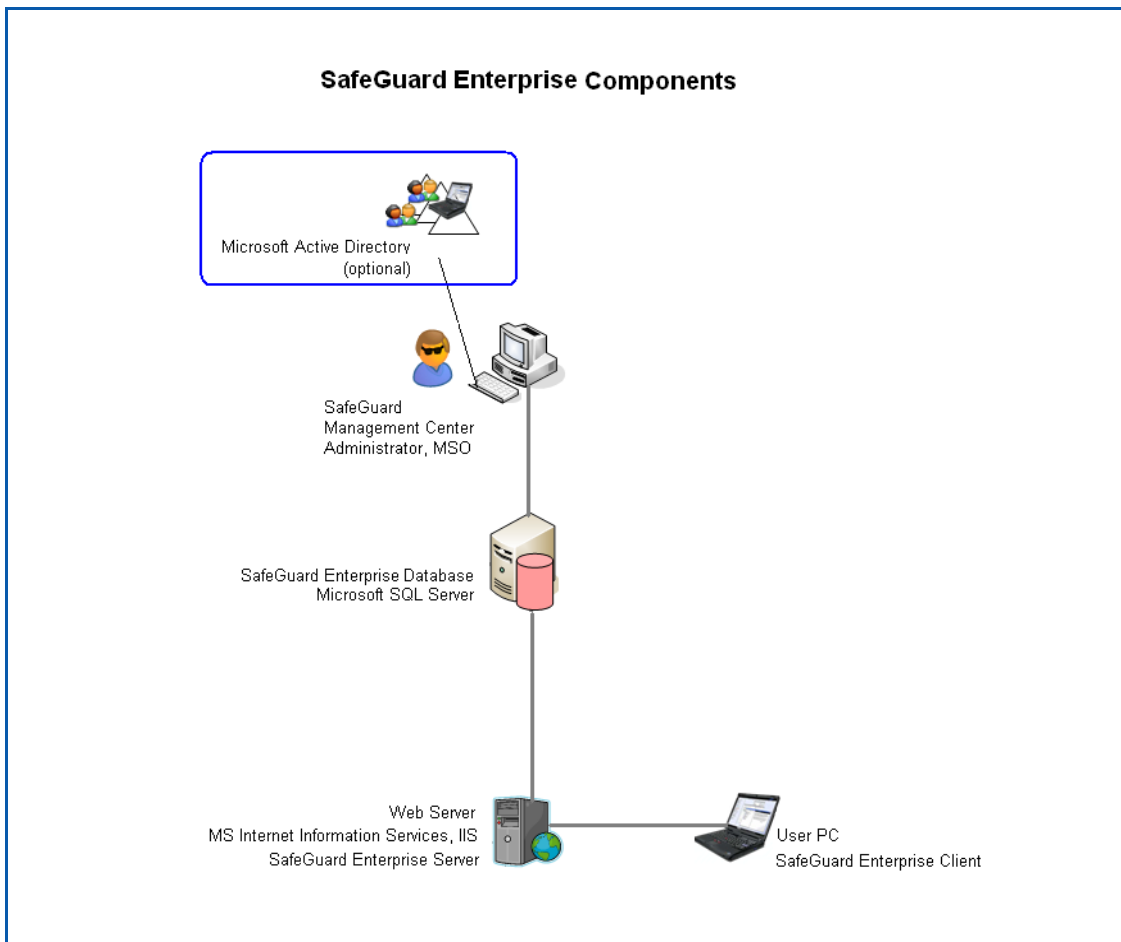 SafeGuard Enterprise Components
Microsoft Active Directory
(optional)
SafeGuard
Management Center
Administrator, MSO
SafeGuard Enterprise Database
Microsoft SQL Server
Web Server
MS Internet Information Services, IIS
SafeGuard Enterprise Server
User PC
SafeGuard Enterprise Client